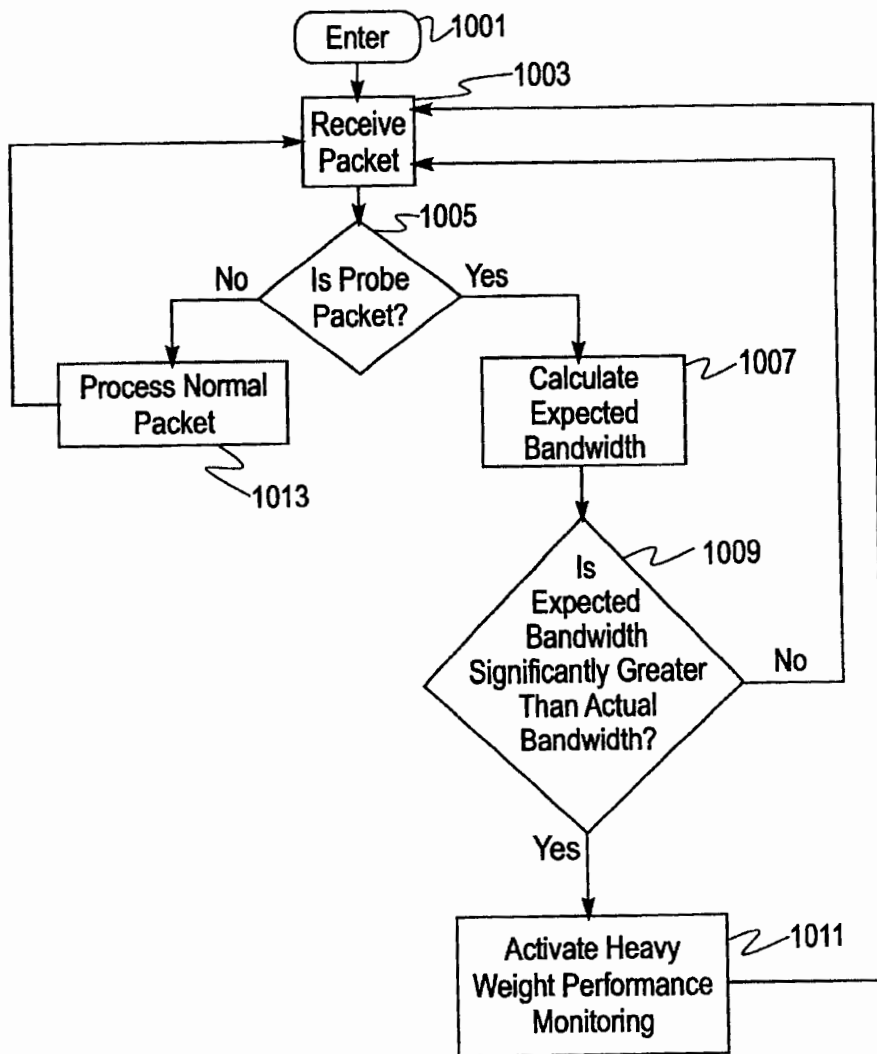 Enter
1001
1003
Receive
Packet
1005
No
Is Probe
Packet?
Yes
Process Normal
Packet
1013
Calculate
Expected
Bandwidth
1007
Is
Expected
Bandwidth
Significantly Greater
Than Actual
Bandwidth?
1009
No
Yes
Activate Heavy
Weight Performance
Monitoring
1011